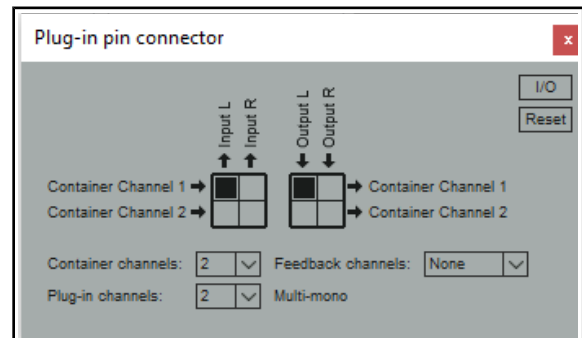 Plug-in pin connector
x
I/O
Reset
Input L
Input R
Output L
Output R
Container Channel 1
Container Channel 1
Container Channel 2
Container Channel 2
Container channels: 2 Feedback channels: None
Plug-in channels: 2 Multi-mono